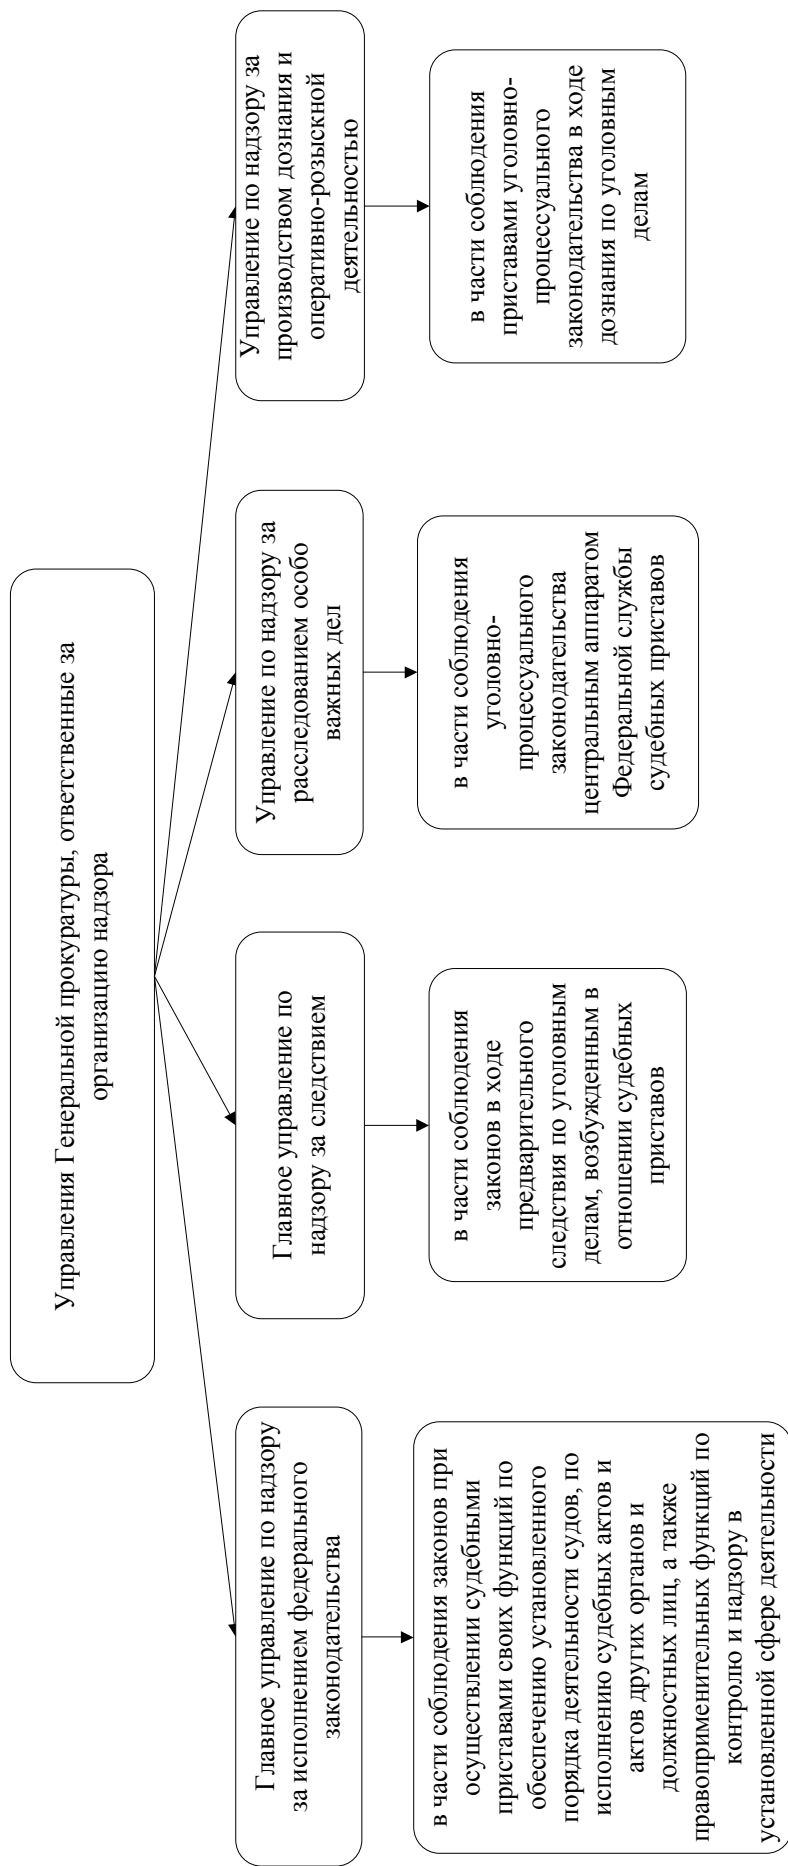 Управления Генеральной прокуратуры, ответственные за
организацию надзора
Главное управление по надзору
за исполнением федерального
законодательства
Главное управление по
надзору за следствием
Управление по надзору за
расследованием особо
важных дел
Управление по надзору за
производством дознания и
оперативно-розыскной
деятельностью
в части соблюдения законов при
осуществлении судебными
приставами своих функций по
обеспечению установленного
порядка деятельности судов, по
исполнению судебных актов и
актов других органов и
должностных лиц, а также
правоприменительных функций по
контролю и надзору в
установленной сфере деятельности
в части соблюдения
законов в ходе
предварительного
следствия по уголовным
делам, возбужденным в
отношении судебных
приставов
в части соблюдения
уголовно-
процессуального
законодательства
центральным аппаратом
Федеральной службы
судебных приставов
в части соблюдения
приставами уголовно-
процессуального
законодательства в ходе
дознания по уголовным
делам